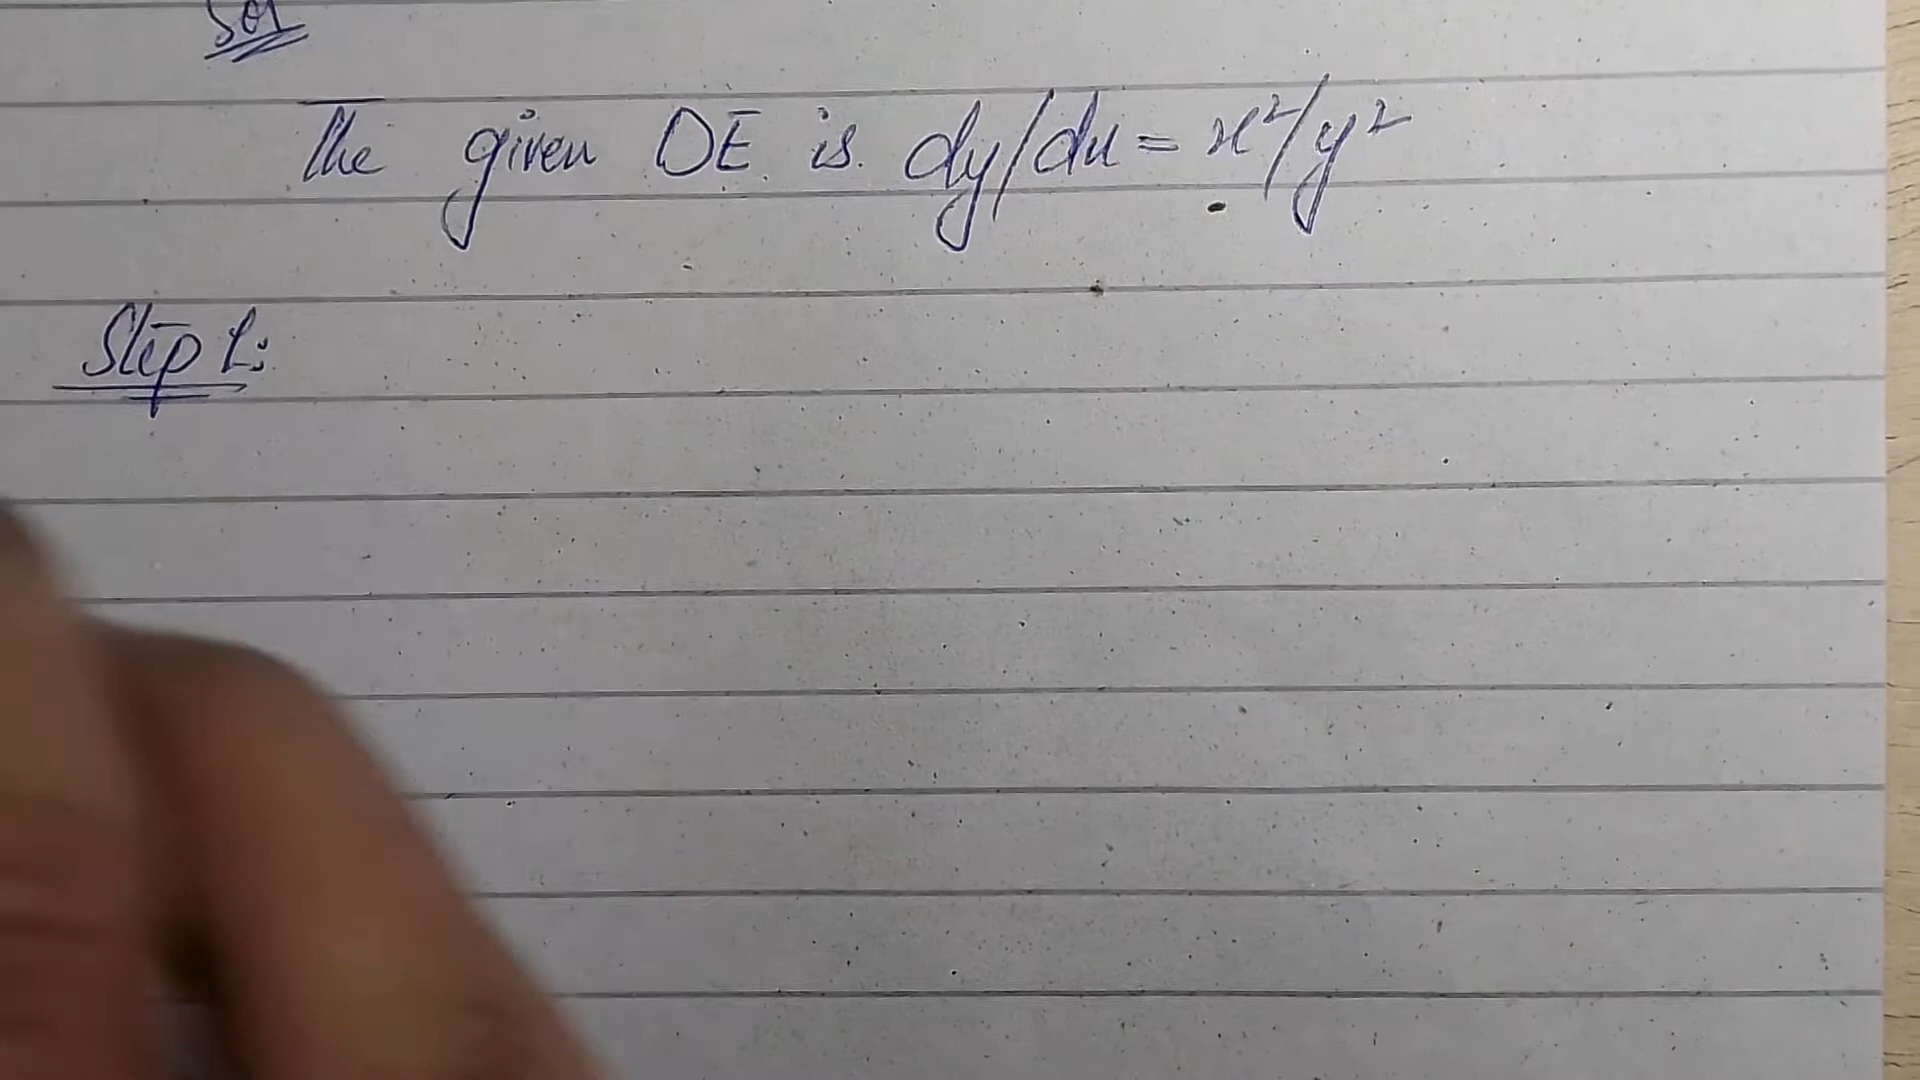 Sol
The given DE is dy/dx = x²/y²
Step 1: